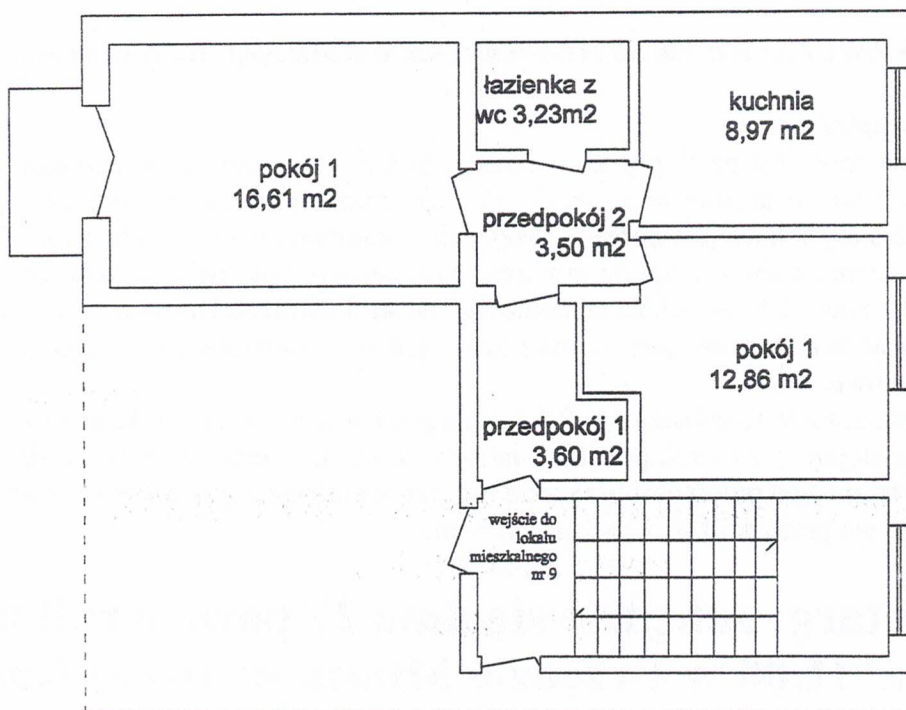 łazienka z
wc 3,23m2
kuchnia
8,97 m2
pokój 1
16,61 m2
przedpokój 2
3,50 m2
pokój 1
12,86 m2
przedpokój 1
3,60 m2
wejście do
lokalu
mieszkalnego
nr 9